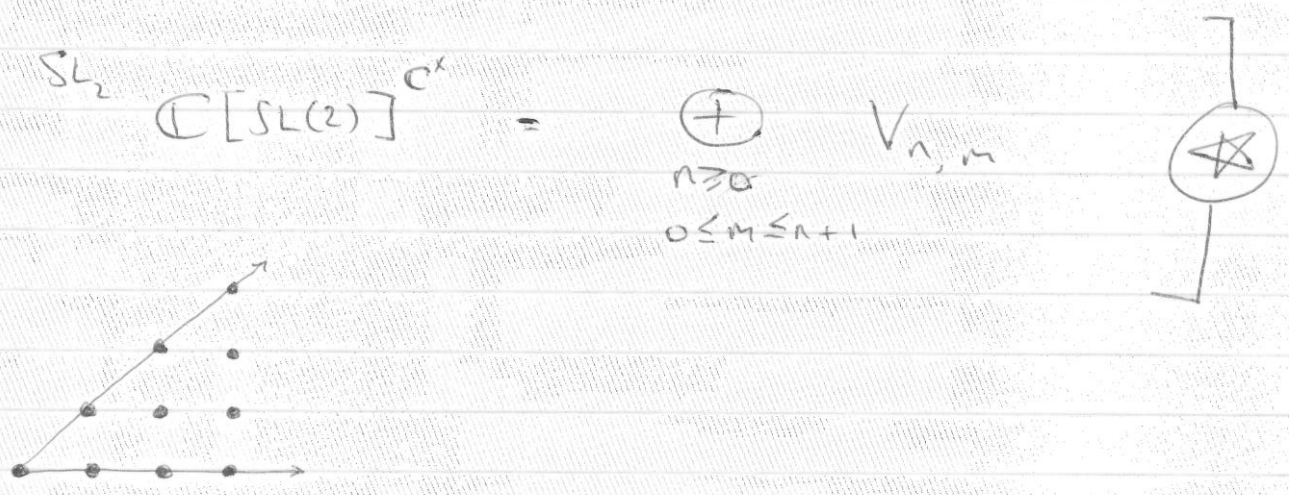 SL₂ ℂ[SL(2)]^{ℂ^×} = ⊕ V_{n,m}
n≥0
0≤m≤n+1